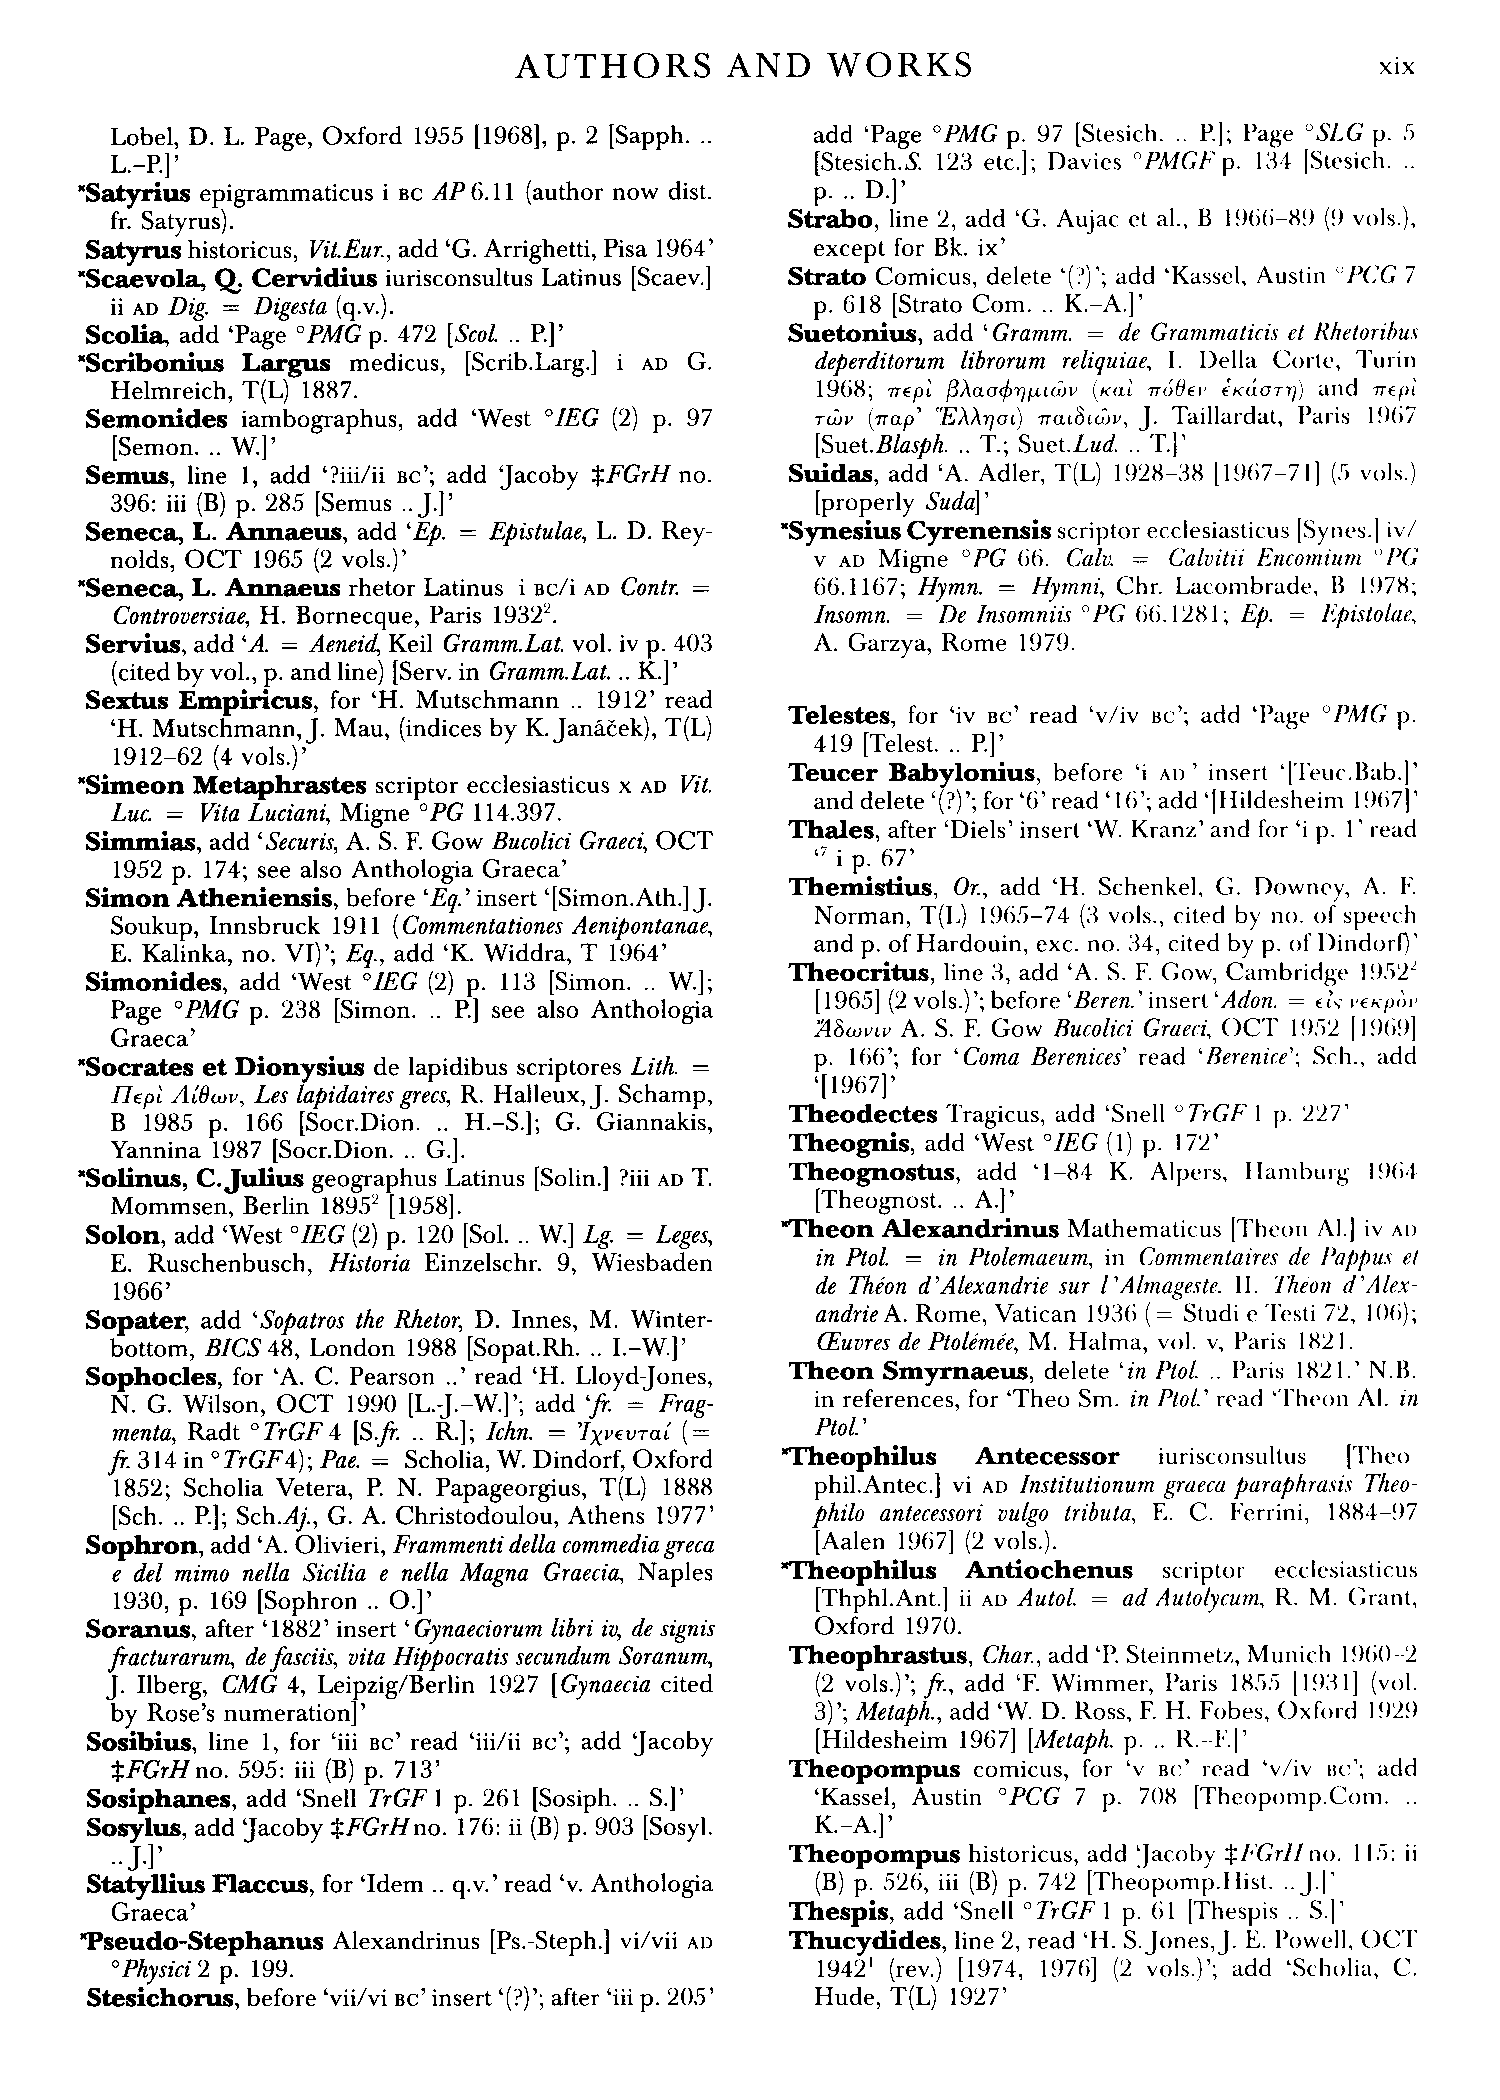 AUTHORS AND WORKS
xix
Lobel, D. L. Page, Oxford 1955 [1968], p. 2 [Sapph. ..
L.–P.]’
*Satyrius epigrammaticus i BC AP 6.11 (author now dist.
fr. Satyrus).
Satyrus historicus, Vit.Eur., add ‘G. Arrighetti, Pisa 1964’
*Scaevola, Q. Cervidius iurisconsultus Latinus [Scaev.]
ii AD Dig. = Digesta (q.v.).
Scolia, add ‘Page °PMG p. 472 [Scol. .. P.]’
*Scribonius Largus medicus, [Scrib.Larg.] i AD G.
Helmreich, T(L) 1887.
Semonides iambographus, add ‘West °IEG (2) p. 97
[Semon. .. W.]’
Semus, line 1, add ‘?iii/ii BC’; add ‘Jacoby ‡FGrH no.
396: iii (B) p. 285 [Semus .. J.]’
Seneca, L. Annaeus, add ‘Ep. = Epistulae, L. D. Rey-
nolds, OCT 1965 (2 vols.)’
*Seneca, L. Annaeus rhetor Latinus i BC/i AD Contr. =
Controversiae, H. Bornecque, Paris 1932².
Servius, add ‘A. = Aeneid, Keil Gramm.Lat. vol. iv p. 403
(cited by vol., p. and line) [Serv. in Gramm.Lat. .. K.]’
Sextus Empiricus, for ‘H. Mutschmann .. 1912’ read
‘H. Mutschmann, J. Mau, (indices by K. Janáček), T(L)
1912–62 (4 vols.)’
*Simeon Metaphrastes scriptor ecclesiasticus x AD Vit.
Luc. = Vita Luciani, Migne °PG 114.397.
Simmias, add ‘Securis, A. S. F. Gow Bucolici Graeci, OCT
1952 p. 174; see also Anthologia Graeca’
Simon Atheniensis, before ‘Eq.’ insert ‘[Simon.Ath.] J.
Soukup, Innsbruck 1911 (Commentationes Aenipontanae,
E. Kalinka, no. VI)’; Eq., add ‘K. Widdra, T 1964’
Simonides, add ‘West °IEG (2) p. 113 [Simon. .. W.];
Page °PMG p. 238 [Simon. .. P.] see also Anthologia
Graeca’
*Socrates et Dionysius de lapidibus scriptores Lith. =
Περὶ Λίθων, Les lapidaires grecs, R. Halleux, J. Schamp,
B 1985 p. 166 [Socr.Dion. .. H.–S.]; G. Giannakis,
Yannina 1987 [Socr.Dion. .. G.].
*Solinus, C. Julius geographus Latinus [Solin.] ?iii AD T.
Mommsen, Berlin 1895² [1958].
Solon, add ‘West °IEG (2) p. 120 [Sol. .. W.] Lg. = Leges,
E. Ruschenbusch, Historia Einzelschr. 9, Wiesbaden
1966’
Sopater, add ‘Sopatros the Rhetor, D. Innes, M. Winter-
bottom, BICS 48, London 1988 [Sopat.Rh. .. I.–W.]’
Sophocles, for ‘A. C. Pearson ..’ read ‘H. Lloyd-Jones,
N. G. Wilson, OCT 1990 [L.-J.–W.]’; add ‘fr. = Frag-
menta, Radt °TrGF 4 [S.fr. .. R.]; Ichn. = Ἰχνευταί (=
fr. 314 in °TrGF 4); Pae. = Scholia, W. Dindorf, Oxford
1852; Scholia Vetera, P. N. Papageorgius, T(L) 1888
[Sch. .. P.]; Sch.Aj., G. A. Christodoulou, Athens 1977’
Sophron, add ‘A. Olivieri, Frammenti della commedia greca
e del mimo nella Sicilia e nella Magna Graecia, Naples
1930, p. 169 [Sophron .. O.]’
Soranus, after ‘1882’ insert ‘Gynaeciorum libri iv, de signis
fracturarum, de fasciis, vita Hippocratis secundum Soranum,
J. Ilberg, CMG 4, Leipzig/Berlin 1927 [Gynaecia cited
by Rose’s numeration]’
Sosibius, line 1, for ‘iii BC’ read ‘iii/ii BC’; add ‘Jacoby
‡FGrH no. 595: iii (B) p. 713’
Sosiphanes, add ‘Snell TrGF 1 p. 261 [Sosiph. .. S.]’
Sosylus, add ‘Jacoby ‡FGrH no. 176: ii (B) p. 903 [Sosyl.
.. J.]’
Statyllius Flaccus, for ‘Idem .. q.v.’ read ‘v. Anthologia
Graeca’
*Pseudo-Stephanus Alexandrinus [Ps.-Steph.] vi/vii AD
°Physici 2 p. 199.
Stesichorus, before ‘vii/vi BC’ insert ‘(?)’; after ‘iii p. 205’
add ‘Page °PMG p. 97 [Stesich. .. P.]; Page °SLG p. 5
[Stesich.S. 123 etc.]; Davies °PMGF p. 134 [Stesich. ..
p. .. D.]’
Strabo, line 2, add ‘G. Aujac et al., B 1966–89 (9 vols.),
except for Bk. ix’
Strato Comicus, delete ‘(?)’; add ‘Kassel, Austin °PCG 7
p. 618 [Strato Com. .. K.–A.]’
Suetonius, add ‘Gramm. = de Grammaticis et Rhetoribus
deperditorum librorum reliquiae, I. Della Corte, Turin
1968; περὶ βλασφημιῶν (καὶ πόθεν ἑκάστη) and περὶ
τῶν (παρ’ Ἕλλησι) παιδιῶν, J. Taillardat, Paris 1967
[Suet.Blasph. .. T.; Suet.Lud. .. T.]’
Suidas, add ‘A. Adler, T(L) 1928–38 [1967–71] (5 vols.)
[properly Suda]’
*Synesius Cyrenensis scriptor ecclesiasticus [Synes.] iv/
v AD Migne °PG 66. Calv. = Calvitii Encomium °PG
66.1167; Hymn. = Hymni, Chr. Lacombrade, B 1978;
Insomn. = De Insomniis °PG 66.1281; Ep. = Epistolae,
A. Garzya, Rome 1979.
Telestes, for ‘iv BC’ read ‘v/iv BC’; add ‘Page °PMG p.
419 [Telest. .. P.]’
Teucer Babylonius, before ‘i AD’ insert ‘[Teuc.Bab.]’
and delete ‘(?)’; for ‘6’ read ‘16’; add ‘[Hildesheim 1967]’
Thales, after ‘Diels’ insert ‘W. Kranz’ and for ‘i p. 1’ read
‘⁷ i p. 67’
Themistius, Or., add ‘H. Schenkel, G. Downey, A. F.
Norman, T(L) 1965–74 (3 vols., cited by no. of speech
and p. of Hardouin, exc. no. 34, cited by p. of Dindorf)’
Theocritus, line 3, add ‘A. S. F. Gow, Cambridge 1952²
[1965] (2 vols.)’; before ‘Beren.’ insert ‘Adon. = εἰς νεκρὸν
Ἄδωνιν A. S. F. Gow Bucolici Graeci, OCT 1952 [1969]
p. 166’; for ‘Coma Berenices’ read ‘Berenice’; Sch., add
‘[1967]’
Theodectes Tragicus, add ‘Snell °TrGF 1 p. 227’
Theognis, add ‘West °IEG (1) p. 172’
Theognostus, add ‘1–84 K. Alpers, Hamburg 1964
[Theognost. .. A.]’
*Theon Alexandrinus Mathematicus [Theon Al.] iv AD
in Ptol. = in Ptolemaeum, in Commentaires de Pappus et
de Théon d’Alexandrie sur l’Almageste. II. Théon d’Alex-
andrie A. Rome, Vatican 1936 (= Studi e Testi 72, 106);
Œuvres de Ptolémée, M. Halma, vol. v, Paris 1821.
Theon Smyrnaeus, delete ‘in Ptol. .. Paris 1821.’ N.B.
in references, for ‘Theo Sm. in Ptol.’ read ‘Theon Al. in
Ptol.’
*Theophilus Antecessor iurisconsultus [Theo
phil.Antec.] vi AD Institutionum graeca paraphrasis Theo-
philo antecessori vulgo tributa, E. C. Ferrini, 1884–97
[Aalen 1967] (2 vols.).
*Theophilus Antiochenus scriptor ecclesiasticus
[Thphl.Ant.] ii AD Autol. = ad Autolycum, R. M. Grant,
Oxford 1970.
Theophrastus, Char., add ‘P. Steinmetz, Munich 1960–2
(2 vols.)’; fr., add ‘F. Wimmer, Paris 1855 [1931] (vol.
3)’; Metaph., add ‘W. D. Ross, F. H. Fobes, Oxford 1929
[Hildesheim 1967] [Metaph. p. .. R.–F.]’
Theopompus comicus, for ‘v BC’ read ‘v/iv BC’; add
‘Kassel, Austin °PCG 7 p. 708 [Theopomp.Com. ..
K.–A.]’
Theopompus historicus, add ‘Jacoby ‡FGrH no. 115: ii
(B) p. 526, iii (B) p. 742 [Theopomp.Hist. .. J.]’
Thespis, add ‘Snell °TrGF 1 p. 61 [Thespis .. S.]’
Thucydides, line 2, read ‘H. S. Jones, J. E. Powell, OCT
1942¹ (rev.) [1974, 1976] (2 vols.)’; add ‘Scholia, C.
Hude, T(L) 1927’